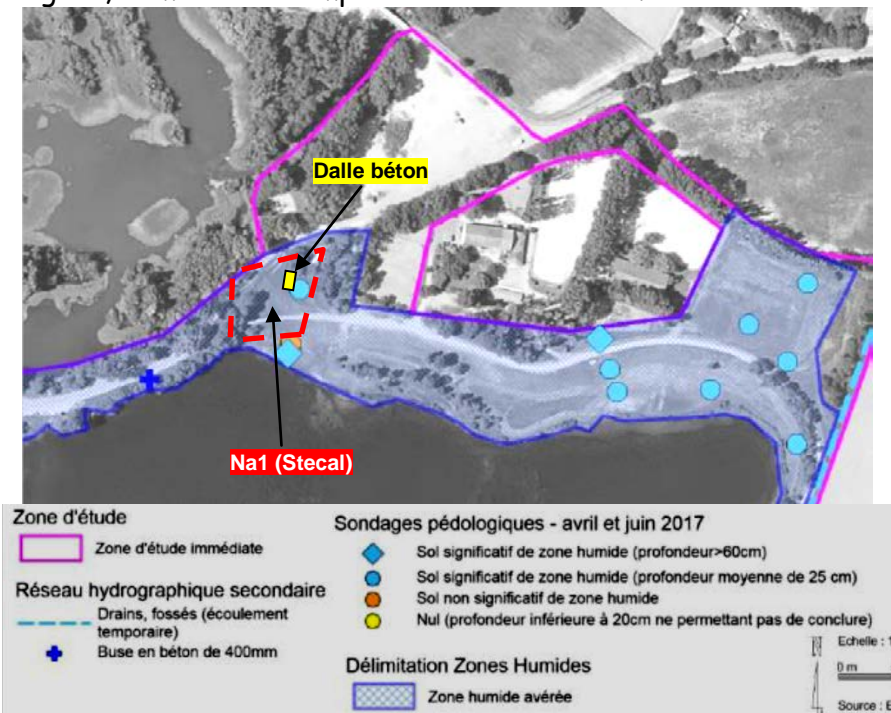 Dalle béton
Na1 (Stecal)
Zone d'étude
Zone d'étude immédiate
Réseau hydrographique secondaire
Drains, fossés (écoulement
temporaire)
Buse en béton de 400mm
Sondages pédologiques - avril et juin 2017
Sol significatif de zone humide (profondeur>60cm)
Sol significatif de zone humide (profondeur moyenne de 25 cm)
Sol non significatif de zone humide
Nul (profondeur inférieure à 20cm ne permettant pas de conclure)
Délimitation Zones Humides
Zone humide avérée
Echelle : 1
0 m
Source : E